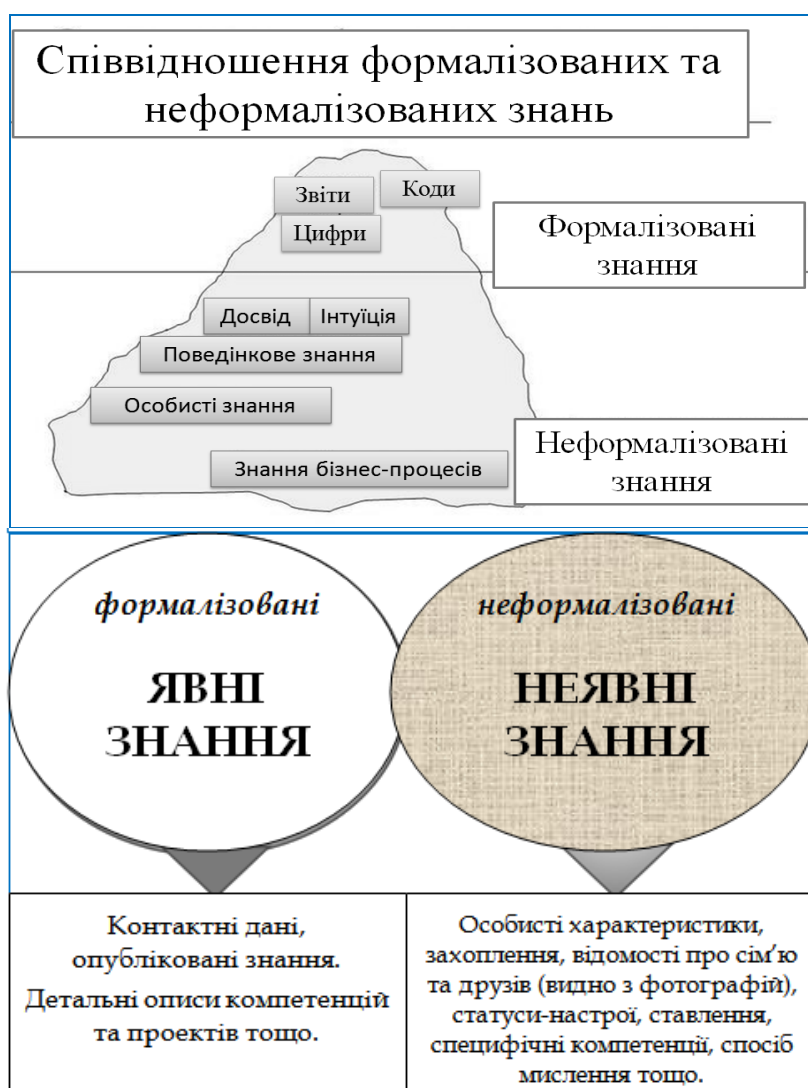 Співвідношення формалізованих та
неформалізованих знань
Звіти
Коди
Цифри
Формалізовані
знання
Досвід
Інтуїція
Поведінкове знання
Особисті знання
Неформалізовані
знання
Знання бізнес-процесів
формалізовані
ЯВНІ
ЗНАННЯ
неформалізовані
НЕЯВНІ
ЗНАННЯ
Контактні дані,
опубліковані знання.
Детальні описи компетенцій
та проектів тощо.
Особисті характеристики,
захоплення, відомості про сім’ю
та друзів (видно з фотографій),
статуси-настрої, ставлення,
специфічні компетенції, спосіб
мислення тощо.